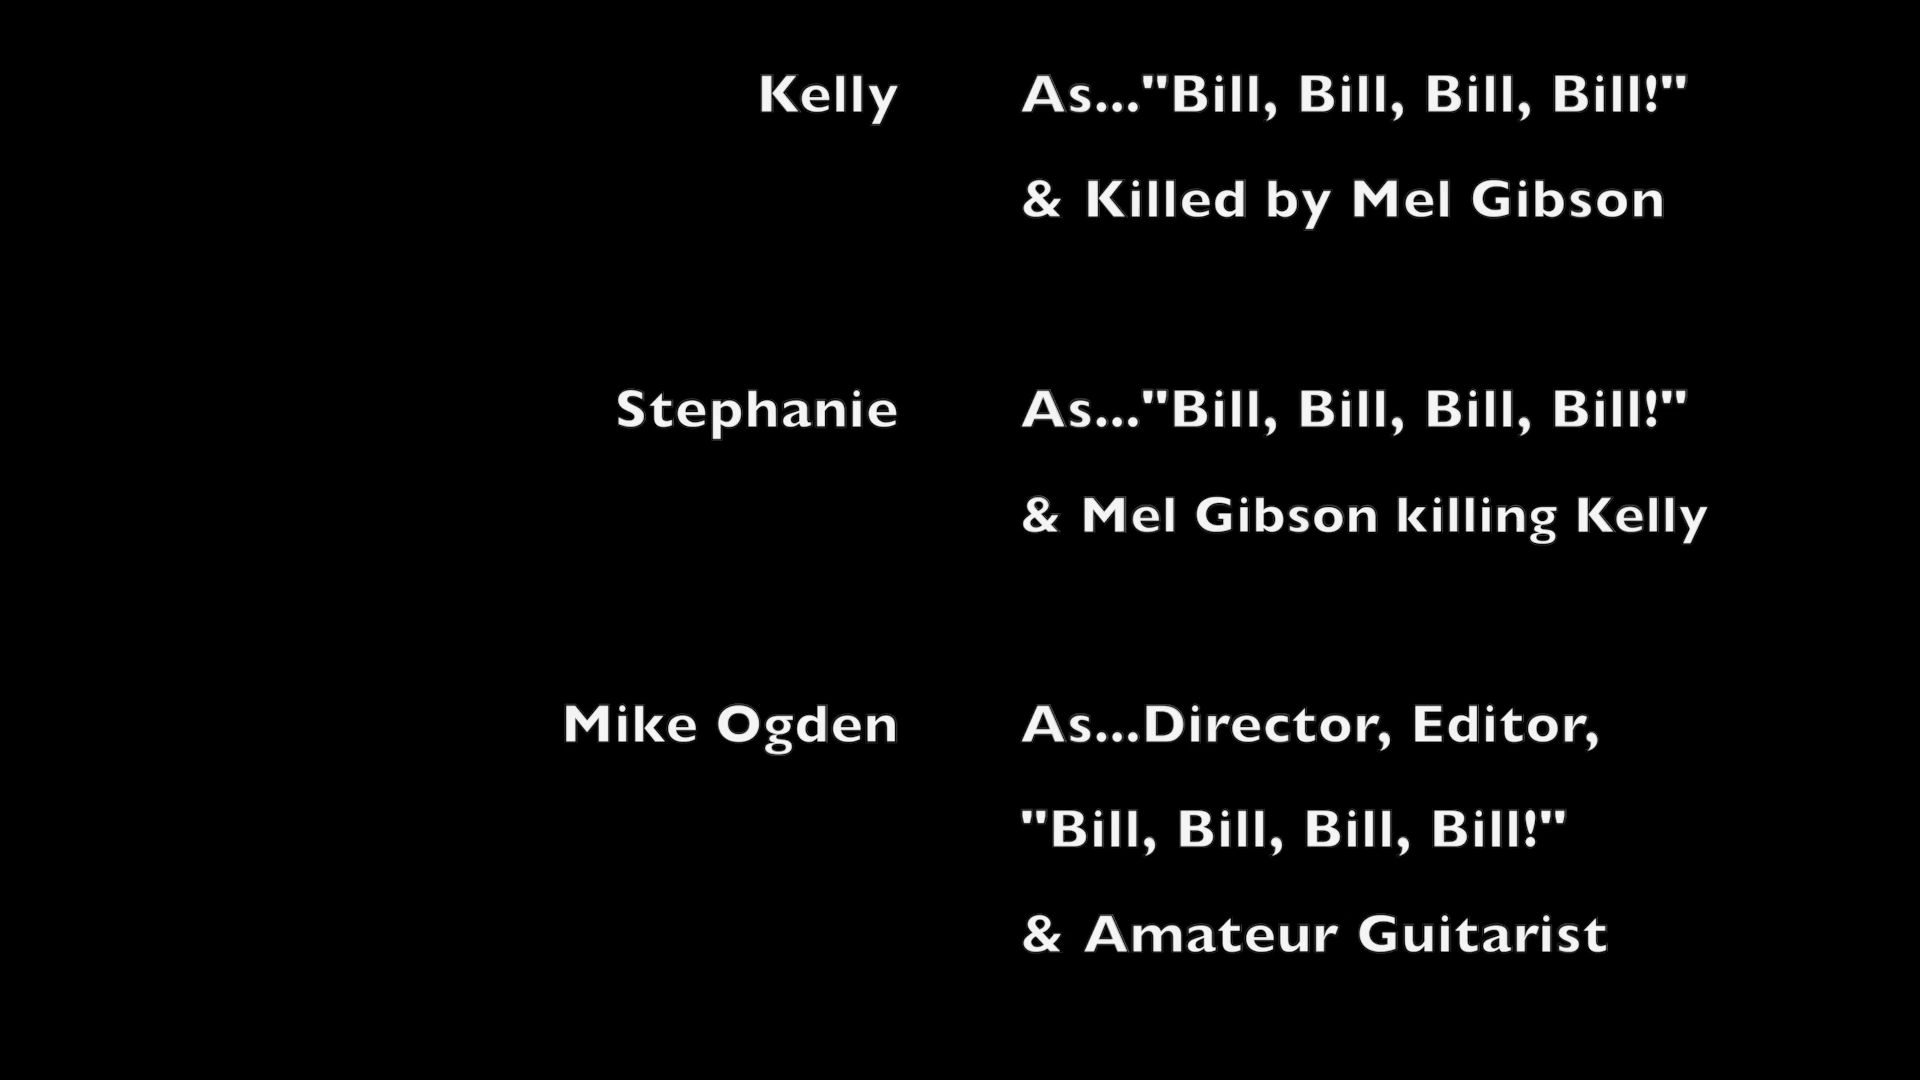 Kelly As..."Bill, Bill, Bill, Bill!"
& Killed by Mel Gibson
Stephanie As..."Bill, Bill, Bill, Bill!"
& Mel Gibson killing Kelly
Mike Ogden As...Director, Editor,
"Bill, Bill, Bill, Bill!"
& Amateur Guitarist